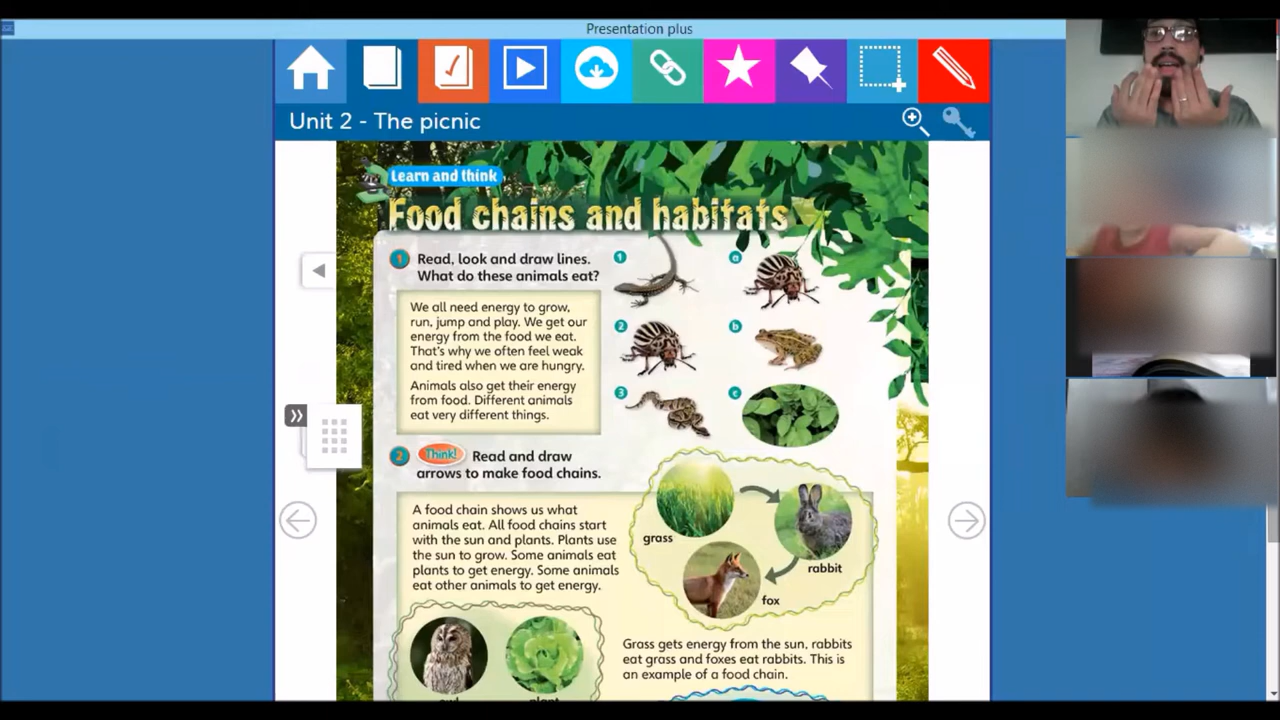 Presentation plus
Unit 2 - The picnic
Learn and think
Food chains and habitats
1 Read, look and draw lines.
What do these animals eat?
We all need energy to grow,
run, jump and play. We get our
energy from the food we eat.
That's why we often feel weak
and tired when we are hungry.
Animals also get their energy
from food. Different animals
eat very different things.
1
a
2
b
3
c
2 Think! Read and draw
arrows to make food chains.
A food chain shows us what
animals eat. All food chains start
with the sun and plants. Plants use
the sun to grow. Some animals eat
plants to get energy. Some animals
eat other animals to get energy.
grass
rabbit
fox
Grass gets energy from the sun, rabbits
eat grass and foxes eat rabbits. This is
an example of a food chain.
owl
plant